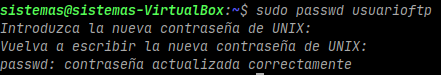 sistemas@sistemas-VirtualBox:~$ sudo passwd usuarioftp
Introduzca la nueva contraseña de UNIX:
Vuelva a escribir la nueva contraseña de UNIX:
passwd: contraseña actualizada correctamente